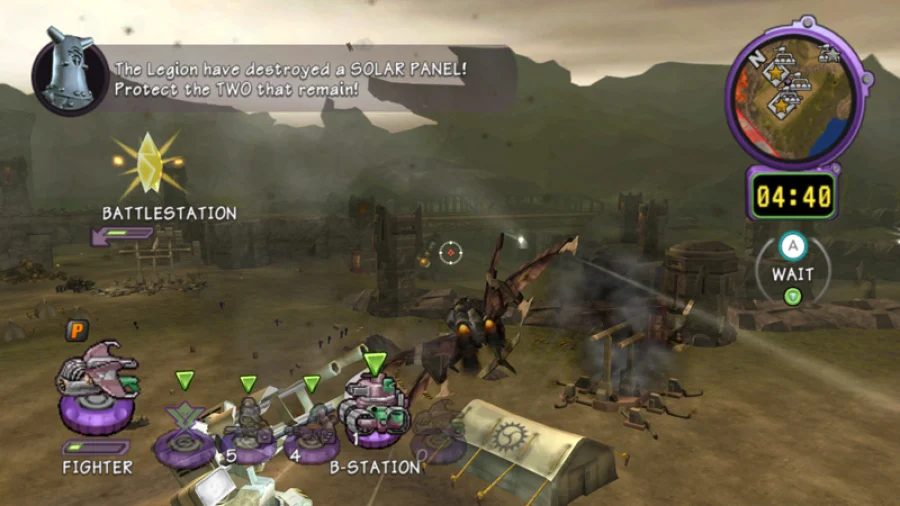 The Legion have destroyed a SOLAR PANEL!
Protect the TWO that remain!
N
BATTLESTATION
04:40
A
WAIT
P
5
4
1
0
FIGHTER
B-STATION